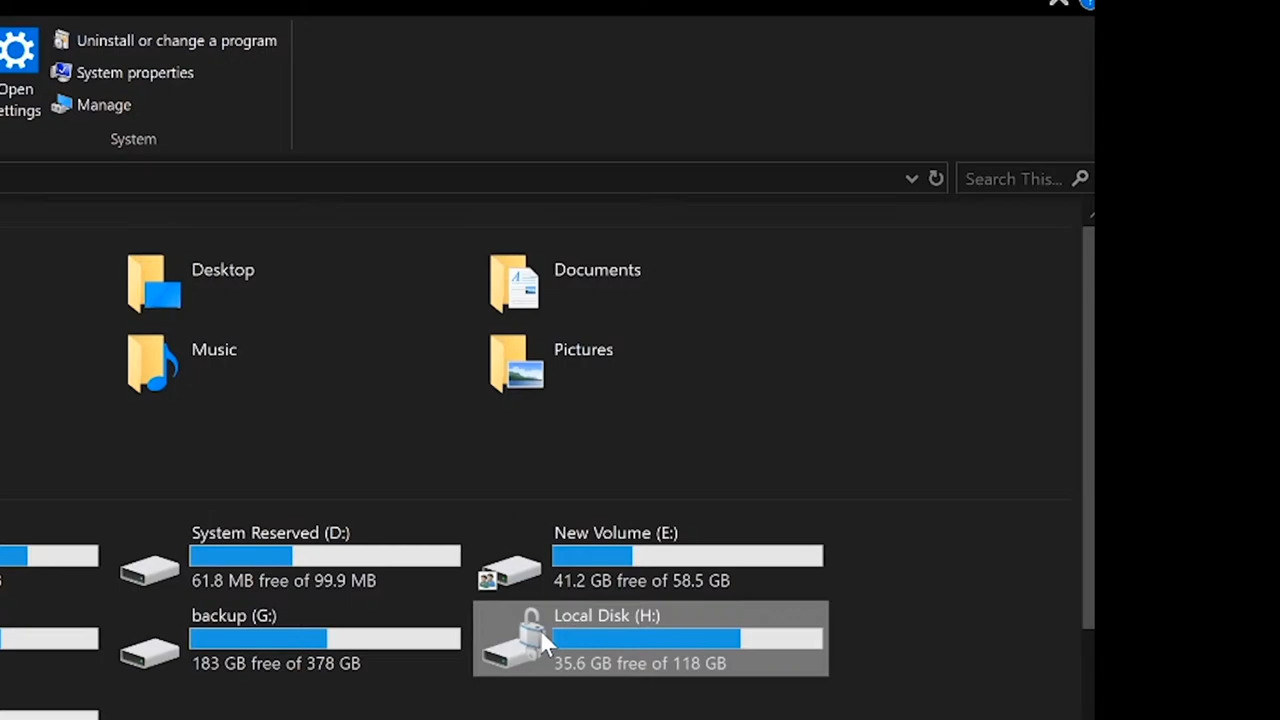 Uninstall or change a program
System properties
Open
ettings
Manage
System
Search This...
Desktop
Documents
Music
Pictures
System Reserved (D:)
61.8 MB free of 99.9 MB
New Volume (E:)
41.2 GB free of 58.5 GB
backup (G:)
183 GB free of 378 GB
Local Disk (H:)
35.6 GB free of 118 GB